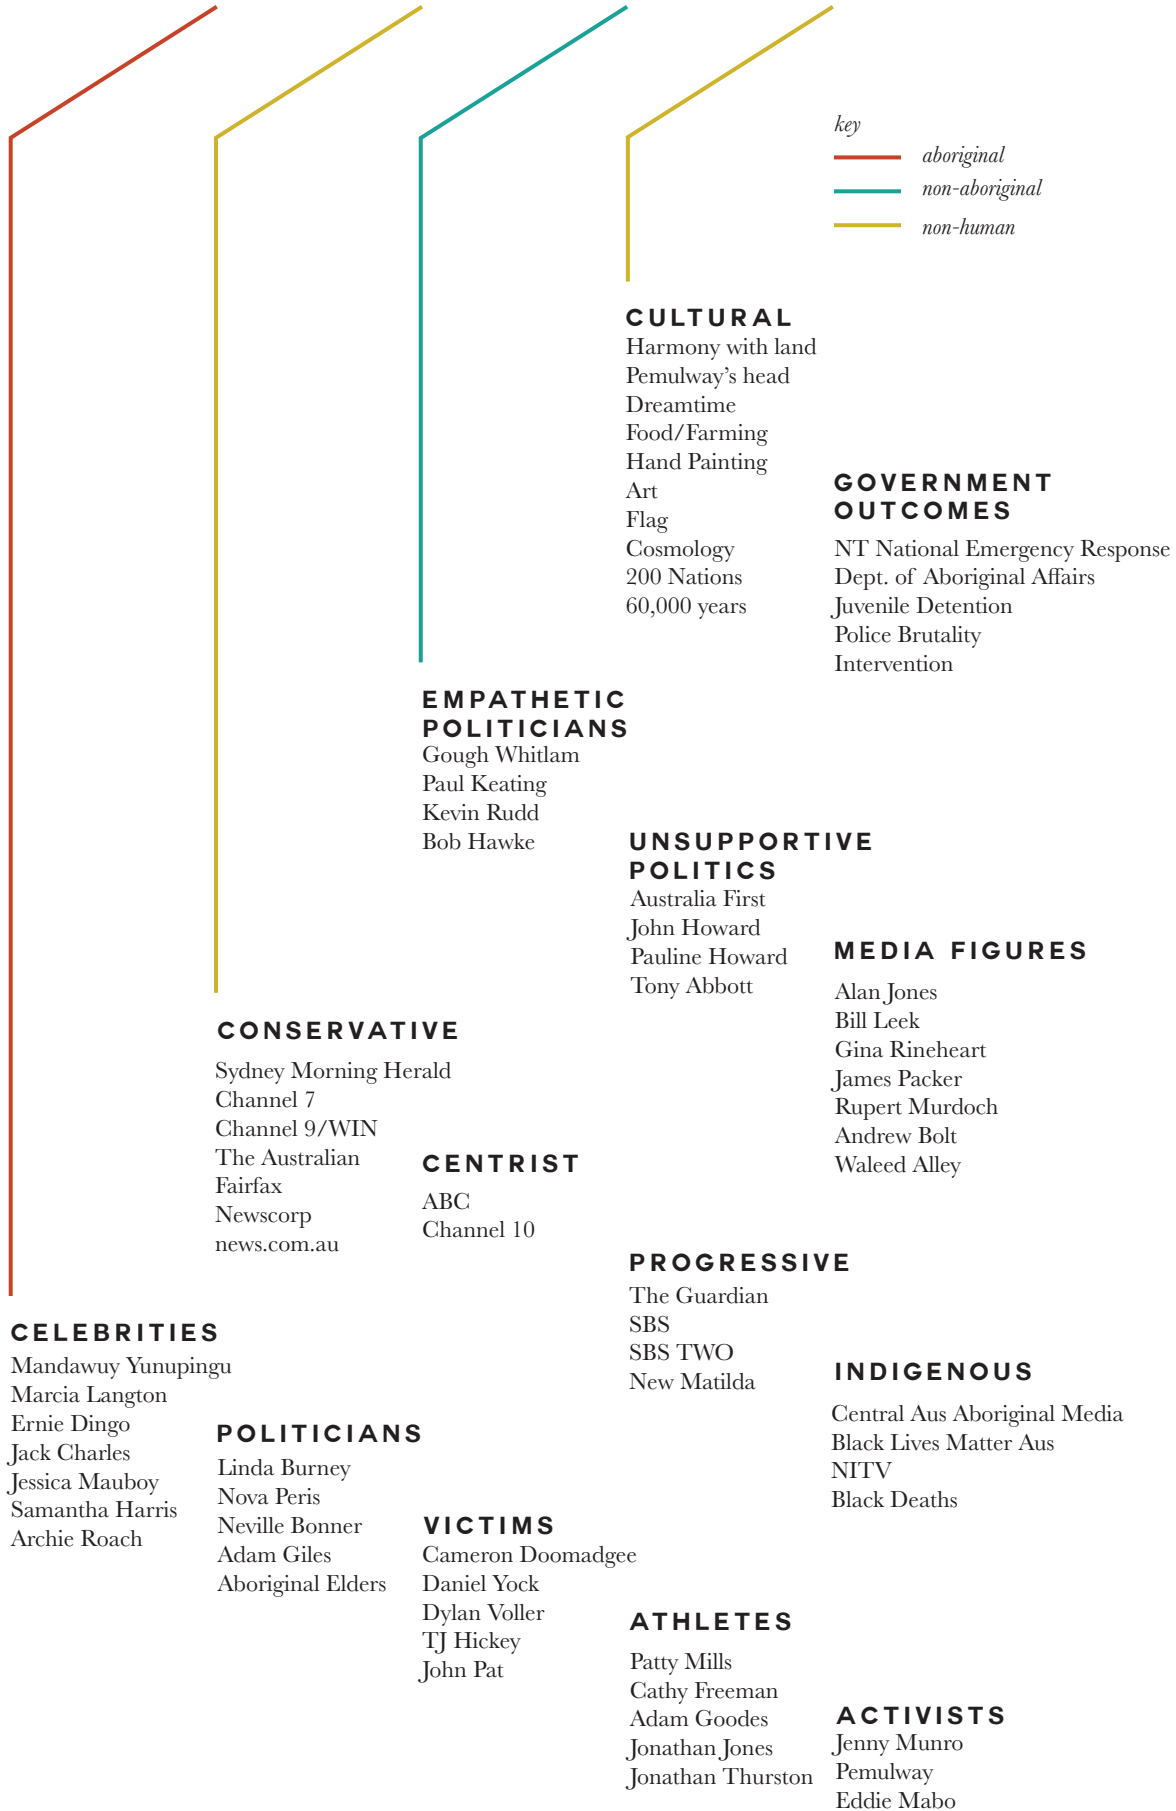 key
aboriginal
non-aboriginal
non-human
CULTURAL
Harmony with land
Pemulway's head
Dreamtime
Food/Farming
Hand Painting
Art
Flag
Cosmology
200 Nations
60,000 years
GOVERNMENT
OUTCOMES
NT National Emergency Response
Dept. of Aboriginal Affairs
Juvenile Detention
Police Brutality
Intervention
EMPATHETIC
POLITICIANS
Gough Whitlam
Paul Keating
Kevin Rudd
Bob Hawke
UNSUPPORTIVE
POLITICS
Australia First
John Howard
Pauline Howard
Tony Abbott
MEDIA FIGURES
Alan Jones
Bill Leek
Gina Rineheart
James Packer
Rupert Murdoch
Andrew Bolt
Waleed Alley
CONSERVATIVE
Sydney Morning Herald
Channel 7
Channel 9/WIN
The Australian
Fairfax
Newscorp
news.com.au
CENTRIST
ABC
Channel 10
PROGRESSIVE
The Guardian
SBS
SBS TWO
New Matilda
INDIGENOUS
Central Aus Aboriginal Media
Black Lives Matter Aus
NITV
Black Deaths
CELEBRITIES
Mandawuy Yunupingu
Marcia Langton
Ernie Dingo
Jack Charles
Jessica Mauboy
Samantha Harris
Archie Roach
POLITICIANS
Linda Burney
Nova Peris
Neville Bonner
Adam Giles
Aboriginal Elders
VICTIMS
Cameron Doomadgee
Daniel Yock
Dylan Voller
TJ Hickey
John Pat
ATHLETES
Patty Mills
Cathy Freeman
Adam Goodes
Jonathan Jones
Jonathan Thurston
ACTIVISTS
Jenny Munro
Pemulway
Eddie Mabo